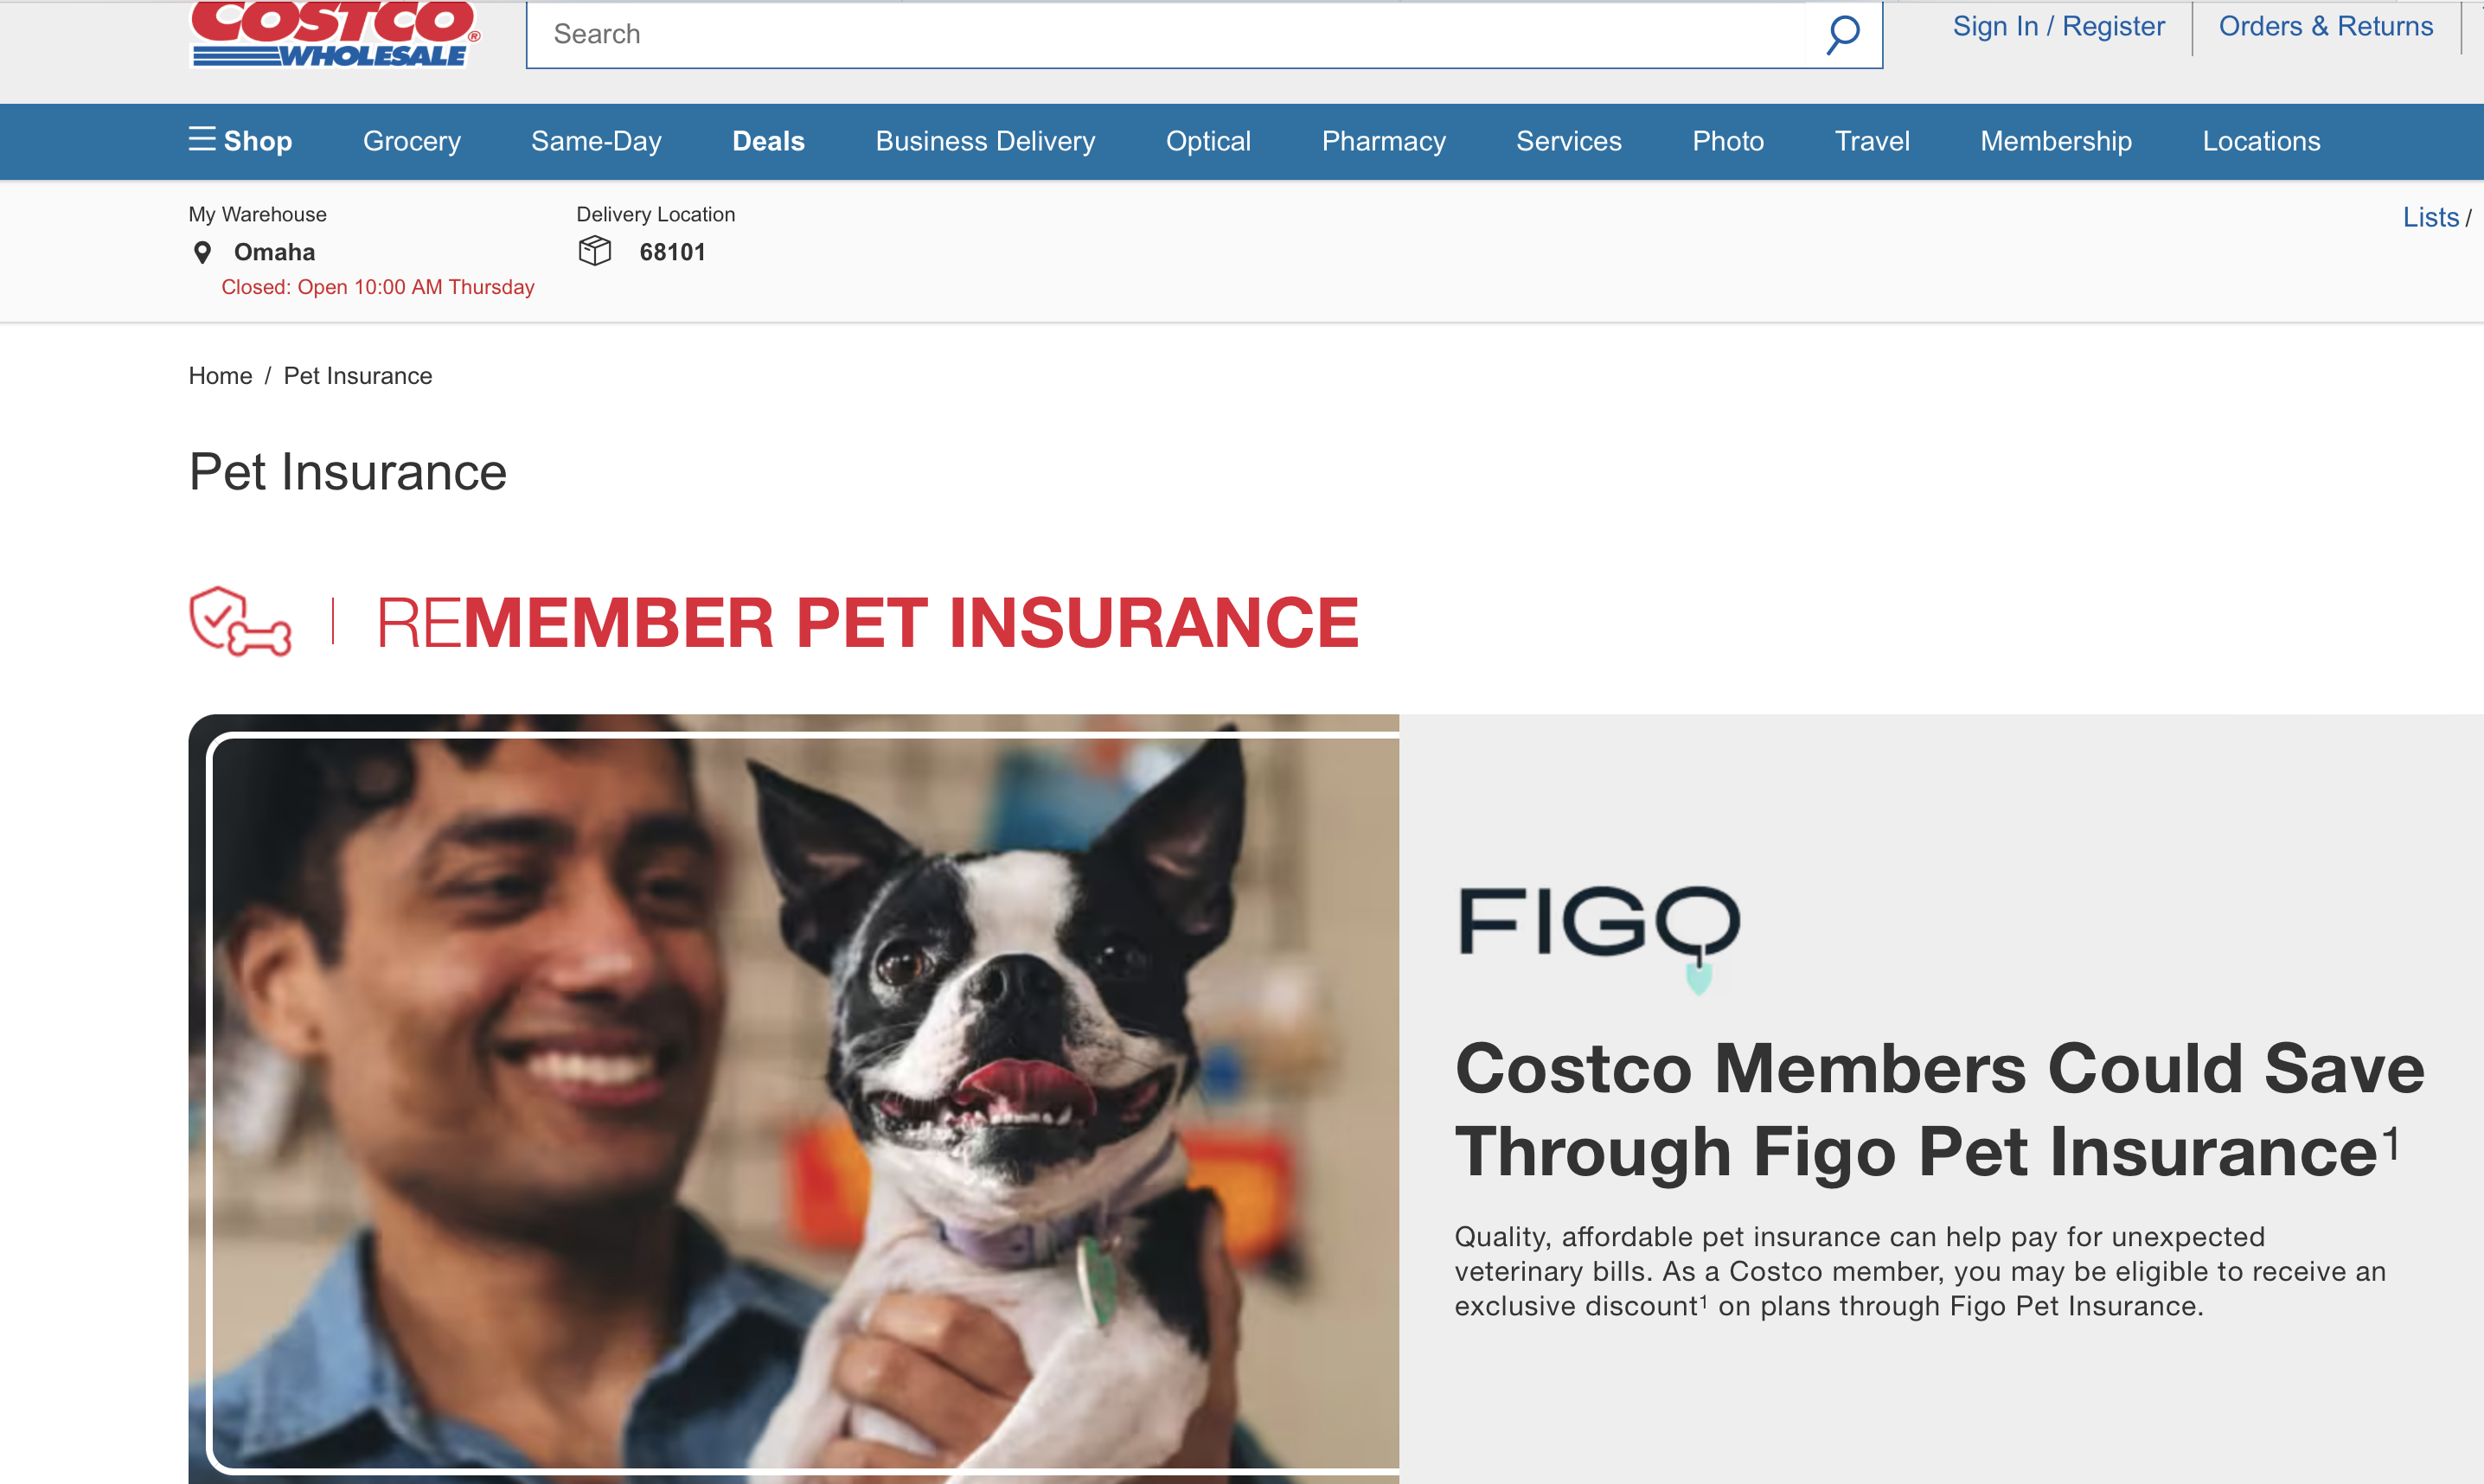 COSTCO®
WHOLESALE
Search
Sign In / Register
Orders & Returns
Shop
Grocery
Same-Day
Deals
Business Delivery
Optical
Pharmacy
Services
Photo
Travel
Membership
Locations
My Warehouse
Omaha
Closed: Open 10:00 AM Thursday
Delivery Location
68101
Lists /
Home / Pet Insurance
Pet Insurance
REMEMBER PET INSURANCE
FIGO
Costco Members Could Save
Through Figo Pet Insurance¹
Quality, affordable pet insurance can help pay for unexpected
veterinary bills. As a Costco member, you may be eligible to receive an
exclusive discount¹ on plans through Figo Pet Insurance.